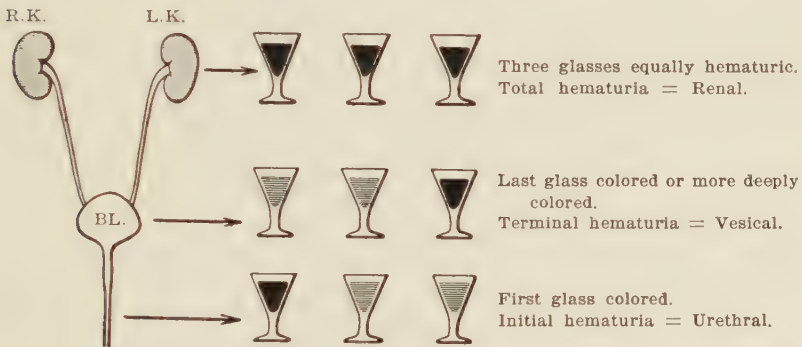 R.K.
L.K.
Three glasses equally hematuric.
Total hematuria = Renal.
BL.
Last glass colored or more deeply
colored.
Terminal hematuria = Vesical.
First glass colored.
Initial hematuria = Urethral.